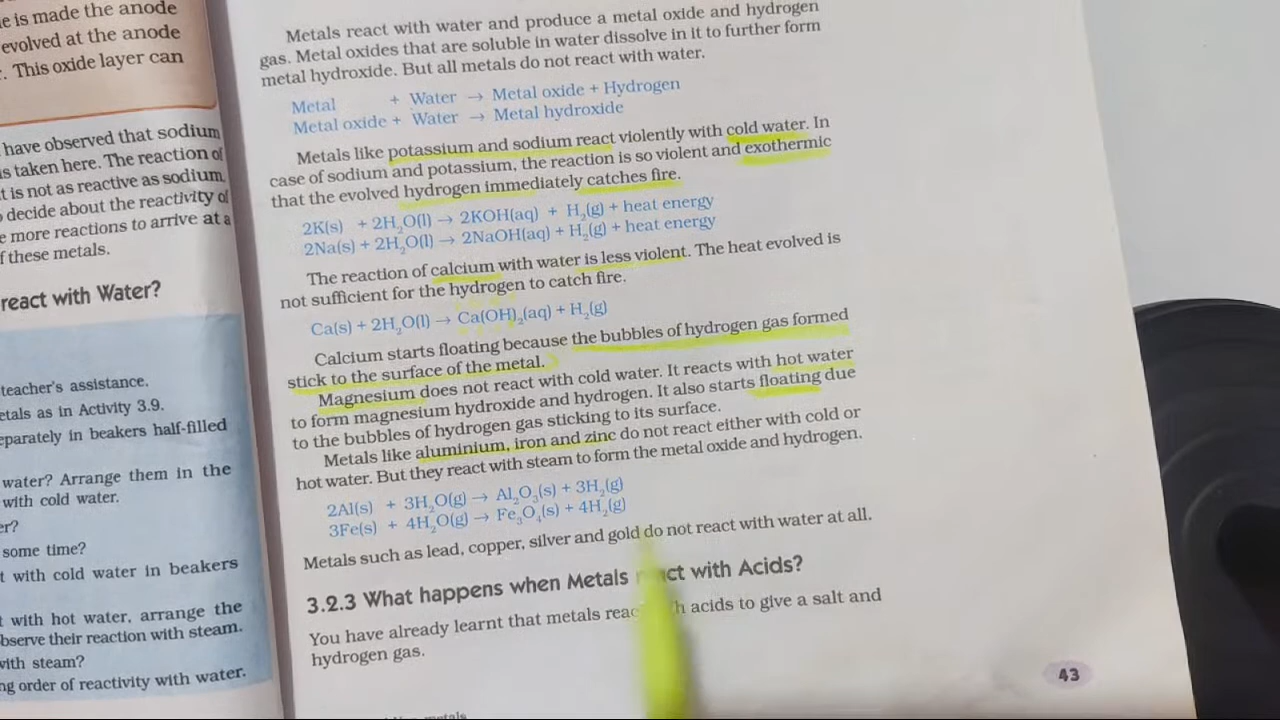 e is made the anode
evolved at the anode
. This oxide layer can
have observed that sodium
is taken here. The reaction of
t is not as reactive as sodium.
decide about the reactivity of
e more reactions to arrive at a
f these metals.
react with Water?
teacher's assistance.
etals as in Activity 3.9.
eparately in beakers half-filled
water? Arrange them in the
with cold water.
er?
some time?
t with cold water in beakers
t with hot water, arrange the
bserve their reaction with steam.
with steam?
ng order of reactivity with water.
Metals react with water and produce a metal oxide and hydrogen
gas. Metal oxides that are soluble in water dissolve in it to further form
metal hydroxide. But all metals do not react with water.
Metal + Water → Metal oxide + Hydrogen
Metal oxide + Water → Metal hydroxide
Metals like potassium and sodium react violently with cold water. In
case of sodium and potassium, the reaction is so violent and exothermic
that the evolved hydrogen immediately catches fire.
2K(s) + 2H₂O(l) → 2KOH(aq) + H₂(g) + heat energy
2Na(s) + 2H₂O(l) → 2NaOH(aq) + H₂(g) + heat energy
The reaction of calcium with water is less violent. The heat evolved is
not sufficient for the hydrogen to catch fire.
Ca(s) + 2H₂O(l) → Ca(OH)₂(aq) + H₂(g)
Calcium starts floating because the bubbles of hydrogen gas formed
stick to the surface of the metal.
Magnesium does not react with cold water. It reacts with hot water
to form magnesium hydroxide and hydrogen. It also starts floating due
to the bubbles of hydrogen gas sticking to its surface.
Metals like aluminium, iron and zinc do not react either with cold or
hot water. But they react with steam to form the metal oxide and hydrogen.
2Al(s) + 3H₂O(g) → Al₂O₃(s) + 3H₂(g)
3Fe(s) + 4H₂O(g) → Fe₃O₄(s) + 4H₂(g)
Metals such as lead, copper, silver and gold do not react with water at all.
3.2.3 What happens when Metals ct with Acids?
You have already learnt that metals reac h acids to give a salt and
hydrogen gas.
43